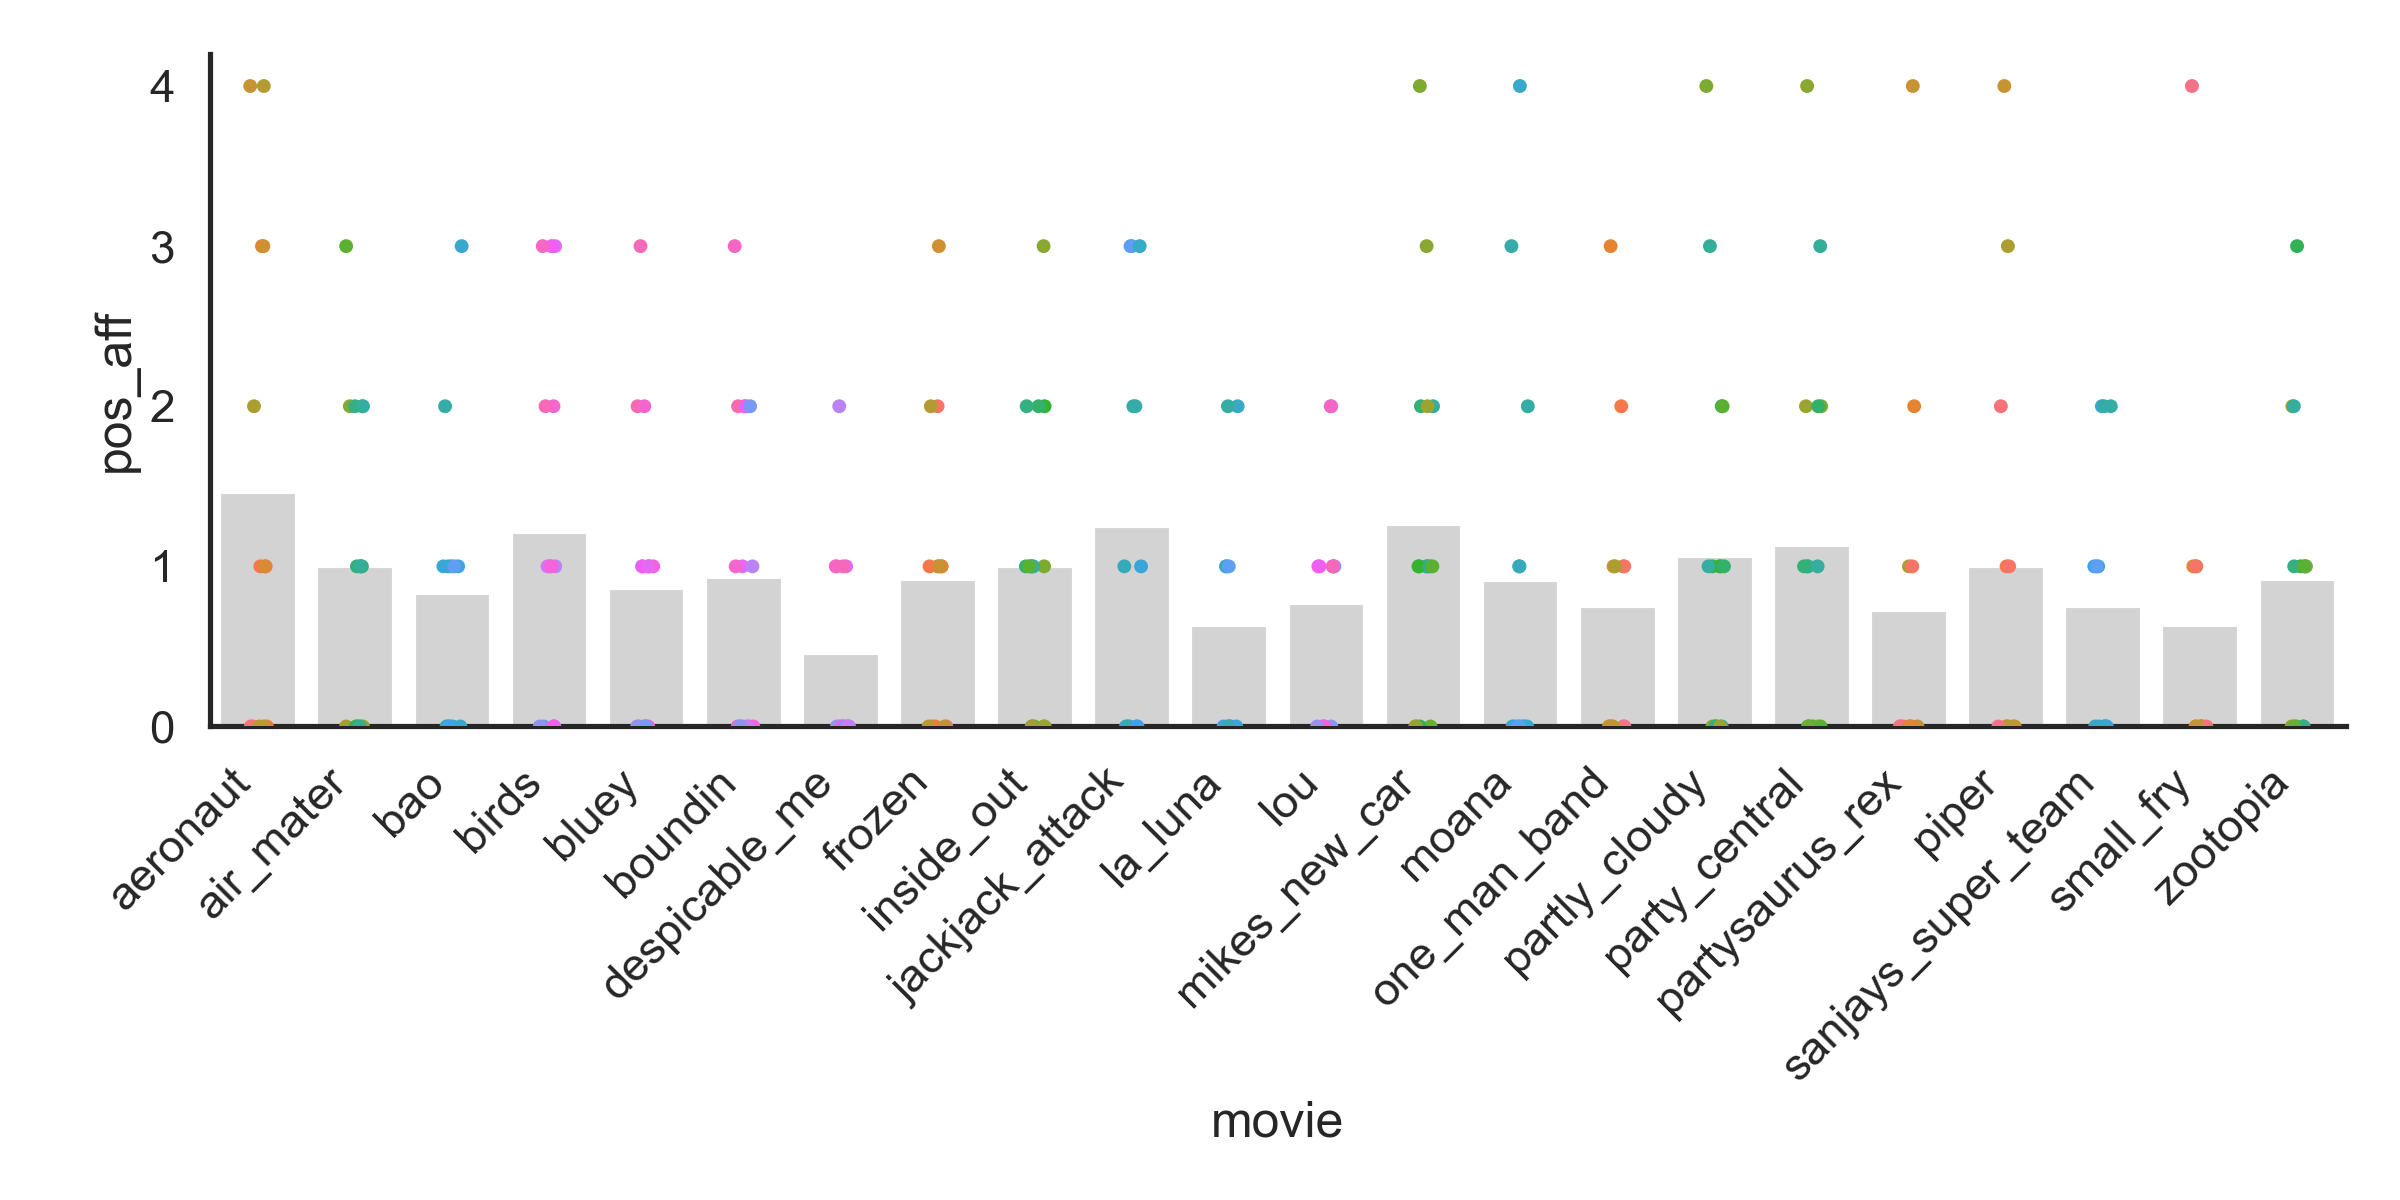 4
3
2
1
0
pos_aff
aeronaut
air_mater
bao
birds
bluey
boundin
despicable_me
frozen
inside_out
jackjack_attack
la_luna
lou
mikes_new_car
moana
one_man_band
partly_cloudy
party_central
partysaurus_rex
piper
sanjays_super_team
small_fry
zootopia
movie